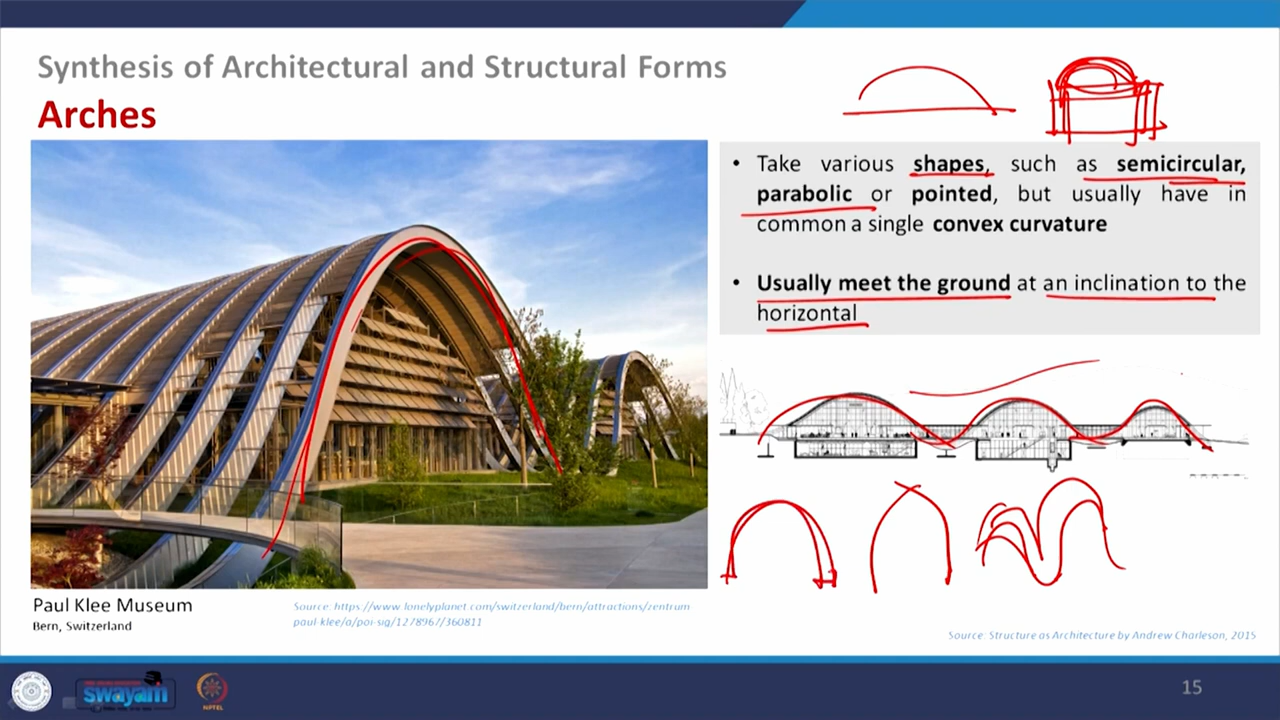 Synthesis of Architectural and Structural Forms
Arches
• Take various shapes, such as semicircular,
parabolic or pointed, but usually have in
common a single convex curvature
• Usually meet the ground at an inclination to the
horizontal
Paul Klee Museum
Bern, Switzerland
Source: https://www.lonelyplanet.com/switzerland/bern/attractions/zentrum
paul-klee/a/poi-sig/1278967/360811
Source: Structure as Architecture by Andrew Charleson, 2015
swayam
NPTEL
15